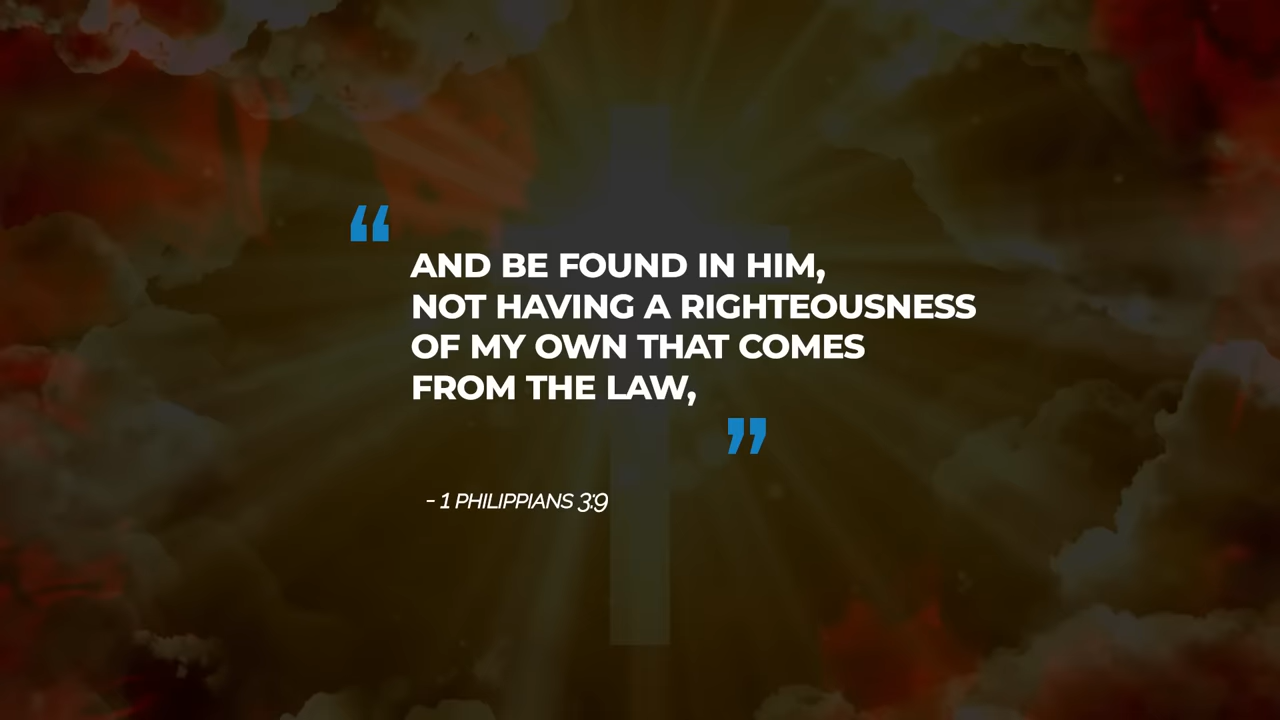 “
AND BE FOUND IN HIM,
NOT HAVING A RIGHTEOUSNESS
OF MY OWN THAT COMES
FROM THE LAW,
”
- 1 PHILIPPIANS 3:9